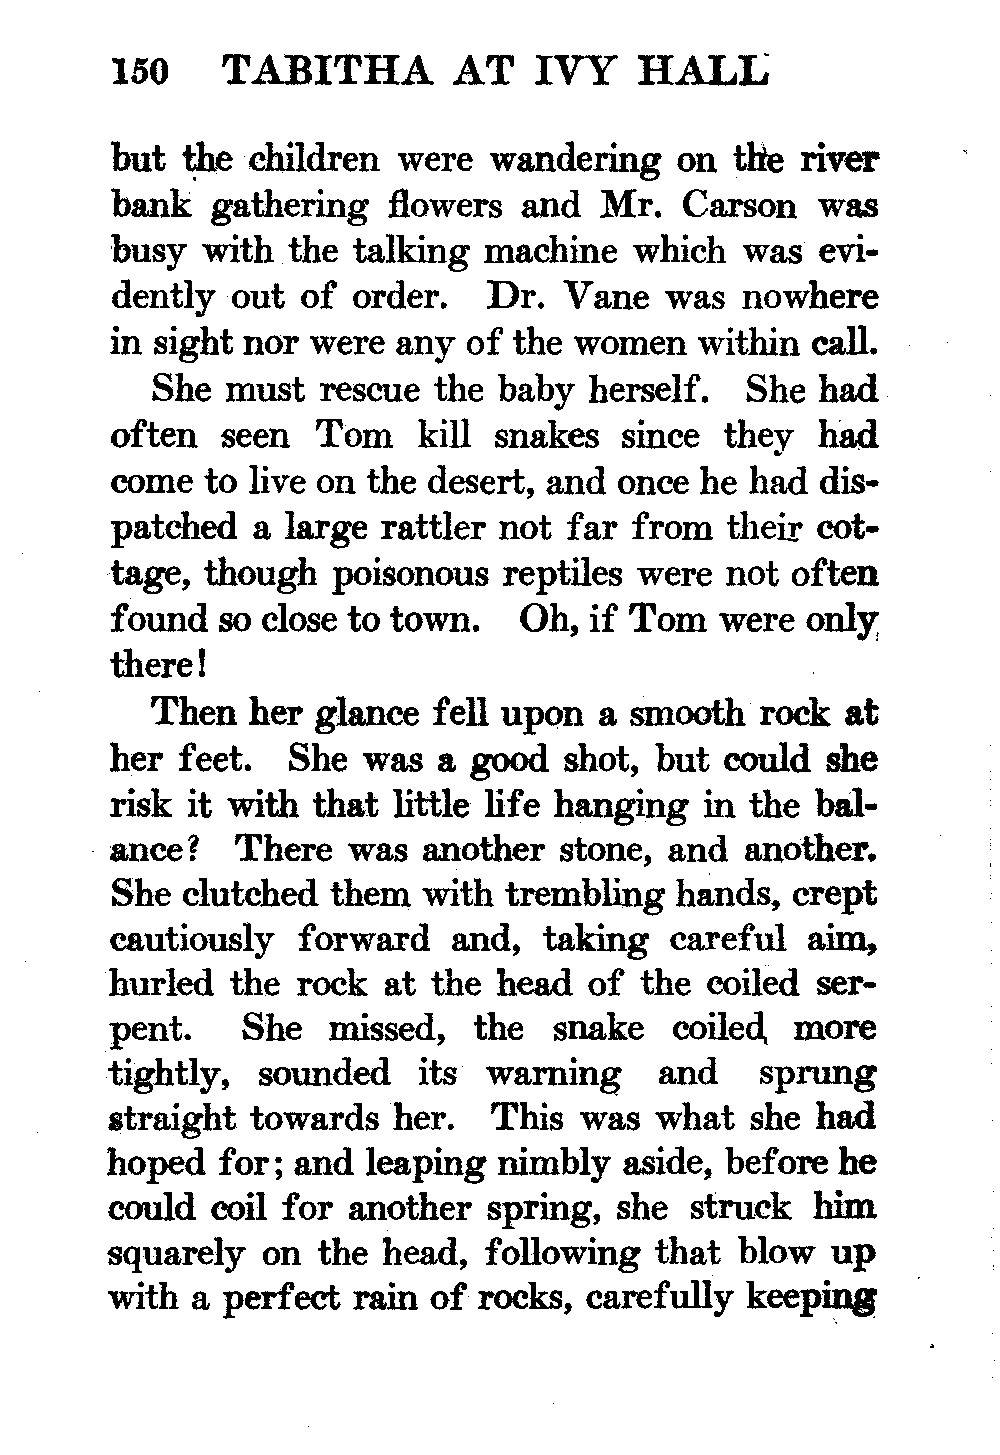 150 TABITHA AT IVY HALL
but the children were wandering on the river
bank gathering flowers and Mr. Carson was
busy with the talking machine which was evi-
dently out of order. Dr. Vane was nowhere
in sight nor were any of the women within call.
She must rescue the baby herself. She had
often seen Tom kill snakes since they had
come to live on the desert, and once he had dis-
patched a large rattler not far from their cot-
tage, though poisonous reptiles were not often
found so close to town. Oh, if Tom were only
there!
Then her glance fell upon a smooth rock at
her feet. She was a good shot, but could she
risk it with that little life hanging in the bal-
ance? There was another stone, and another.
She clutched them with trembling hands, crept
cautiously forward and, taking careful aim,
hurled the rock at the head of the coiled ser-
pent. She missed, the snake coiled more
tightly, sounded its warning and sprung
straight towards her. This was what she had
hoped for; and leaping nimbly aside, before he
could coil for another spring, she struck him
squarely on the head, following that blow up
with a perfect rain of rocks, carefully keeping